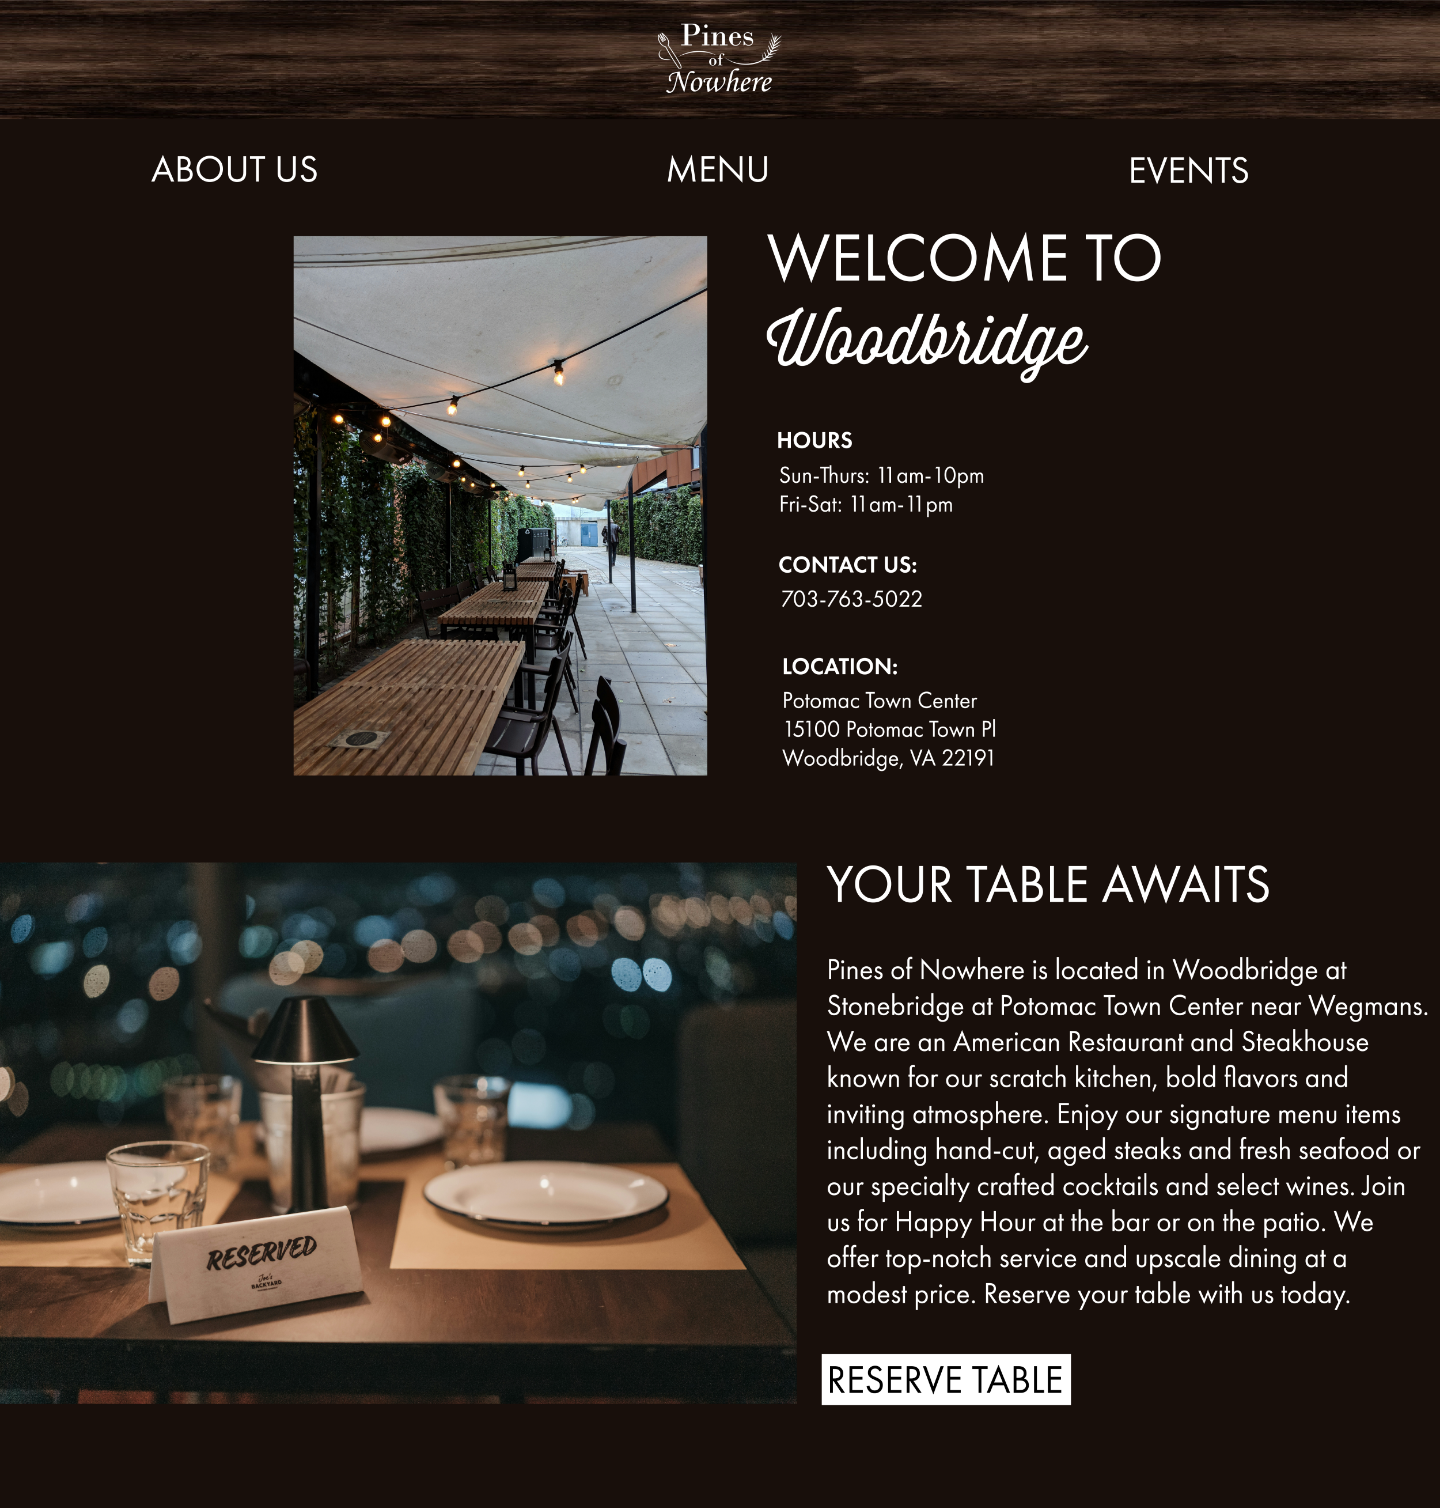 Pines
of
Nowhere
ABOUT US
MENU
EVENTS
WELCOME TO
Woodbridge
HOURS
Sun-Thurs: 11am-10pm
Fri-Sat: 11am-11pm
CONTACT US:
703-763-5022
LOCATION:
Potomac Town Center
15100 Potomac Town Pl
Woodbridge, VA 22191
RESERVED
Joe's
BACKYARD
YOUR TABLE AWAITS
Pines of Nowhere is located in Woodbridge at
Stonebridge at Potomac Town Center near Wegmans.
We are an American Restaurant and Steakhouse
known for our scratch kitchen, bold flavors and
inviting atmosphere. Enjoy our signature menu items
including hand-cut, aged steaks and fresh seafood or
our specialty crafted cocktails and select wines. Join
us for Happy Hour at the bar or on the patio. We
offer top-notch service and upscale dining at a
modest price. Reserve your table with us today.
RESERVE TABLE